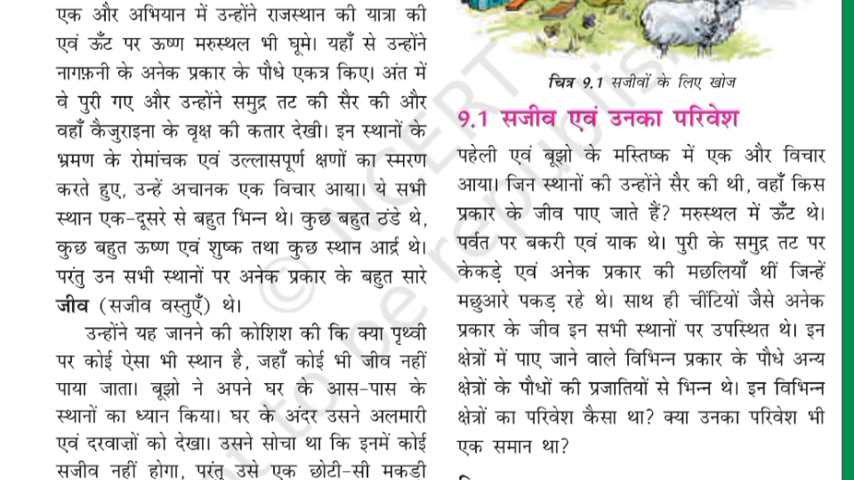 एक और अभियान में उन्होंने राजस्थान की यात्रा की
एवं ऊँट पर ऊष्ण मरुस्थल भी घूमे। यहाँ से उन्होंने
नागफ़नी के अनेक प्रकार के पौधे एकत्र किए। अंत में
वे पुरी गए और उन्होंने समुद्र तट की सैर की और
वहाँ कैजुराइना के वृक्ष की कतार देखी। इन स्थानों के
भ्रमण के रोमांचक एवं उल्लासपूर्ण क्षणों का स्मरण
करते हुए, उन्हें अचानक एक विचार आया। ये सभी
स्थान एक-दूसरे से बहुत भिन्न थे। कुछ बहुत ठंडे थे,
कुछ बहुत ऊष्ण एवं शुष्क तथा कुछ स्थान आर्द्र थे।
परंतु उन सभी स्थानों पर अनेक प्रकार के बहुत सारे
जीव (सजीव वस्तुएँ) थे।
उन्होंने यह जानने की कोशिश की कि क्या पृथ्वी
पर कोई ऐसा भी स्थान है, जहाँ कोई भी जीव नहीं
पाया जाता। बूझो ने अपने घर के आस-पास के
स्थानों का ध्यान किया। घर के अंदर उसने अलमारी
एवं दरवाज़ों को देखा। उसने सोचा था कि इनमें कोई
सजीव नहीं होगा, परंतु उसे एक छोटी-सी मकड़ी
चित्र 9.1 सजीवों के लिए खोज
9.1 सजीव एवं उनका परिवेश
पहेली एवं बूझो के मस्तिष्क में एक और विचार
आया। जिन स्थानों की उन्होंने सैर की थी, वहाँ किस
प्रकार के जीव पाए जाते हैं? मरुस्थल में ऊँट थे।
पर्वत पर बकरी एवं याक थे। पुरी के समुद्र तट पर
केकड़े एवं अनेक प्रकार की मछलियाँ थीं जिन्हें
मछुआरे पकड़ रहे थे। साथ ही चींटियों जैसे अनेक
प्रकार के जीव इन सभी स्थानों पर उपस्थित थे। इन
क्षेत्रों में पाए जाने वाले विभिन्न प्रकार के पौधे अन्य
क्षेत्रों के पौधों की प्रजातियों से भिन्न थे। इन विभिन्न
क्षेत्रों का परिवेश कैसा था? क्या उनका परिवेश भी
एक समान था?
© NCERT
to be republis